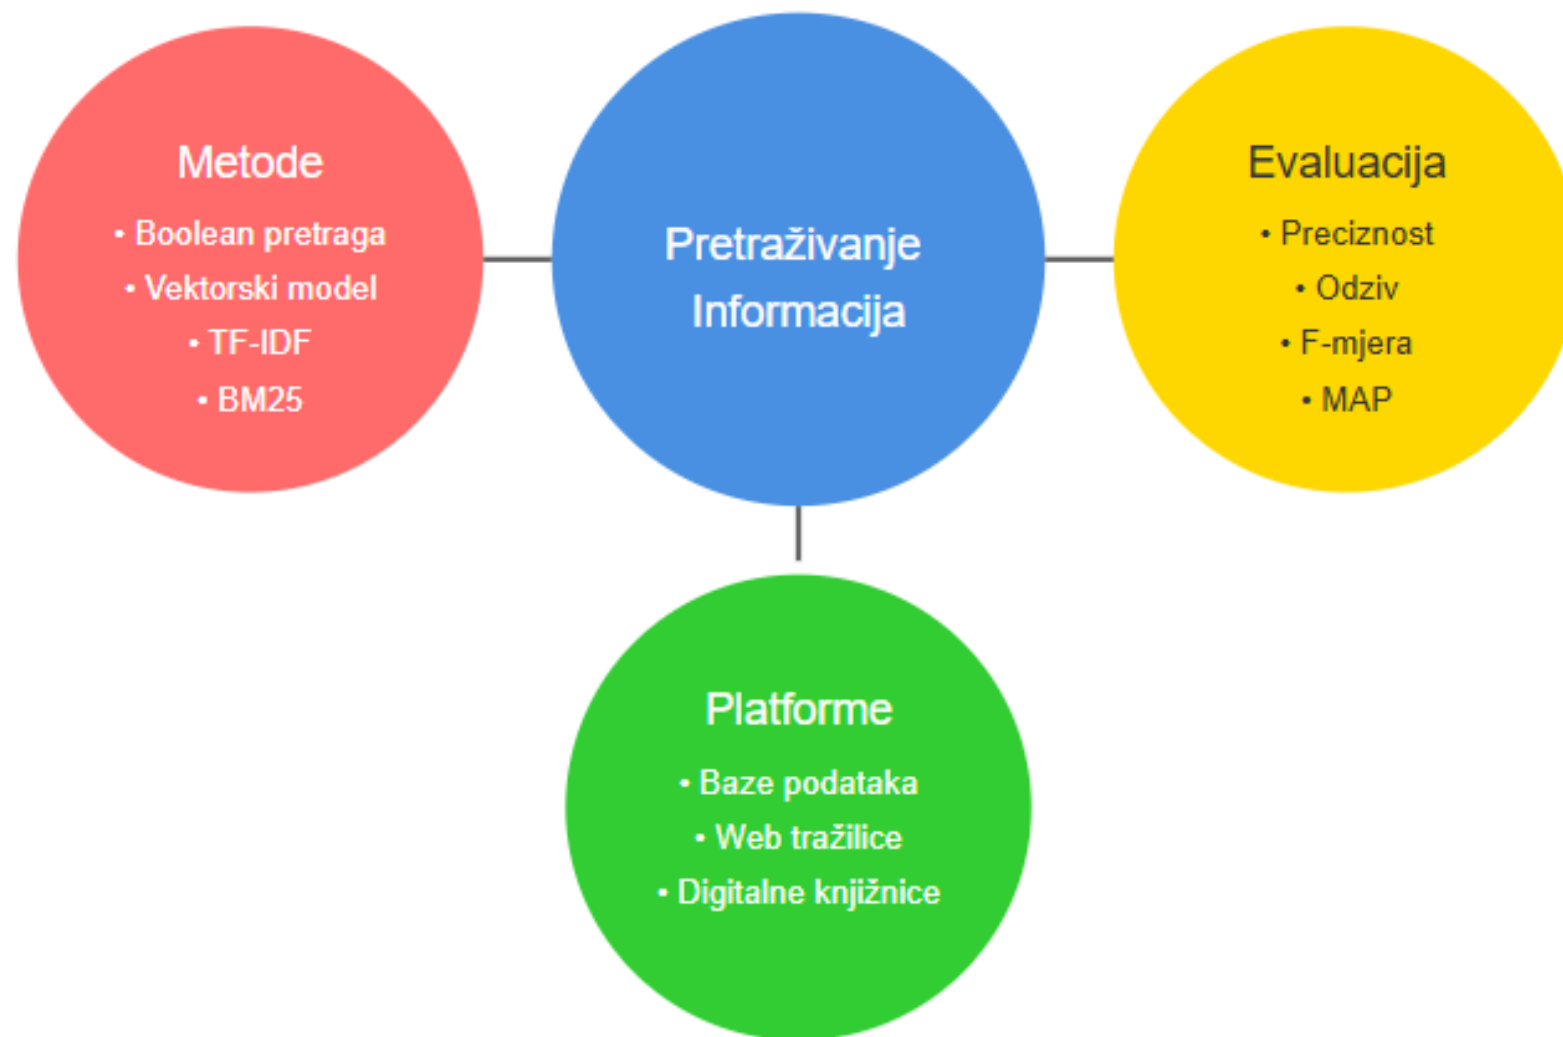 Metode
• Boolean pretraga
• Vektorski model
• TF-IDF
• BM25
Pretraživanje
Informacija
Evaluacija
• Preciznost
• Odziv
• F-mjera
• MAP
Platforme
• Baze podataka
• Web tražilice
• Digitalne knjižnice